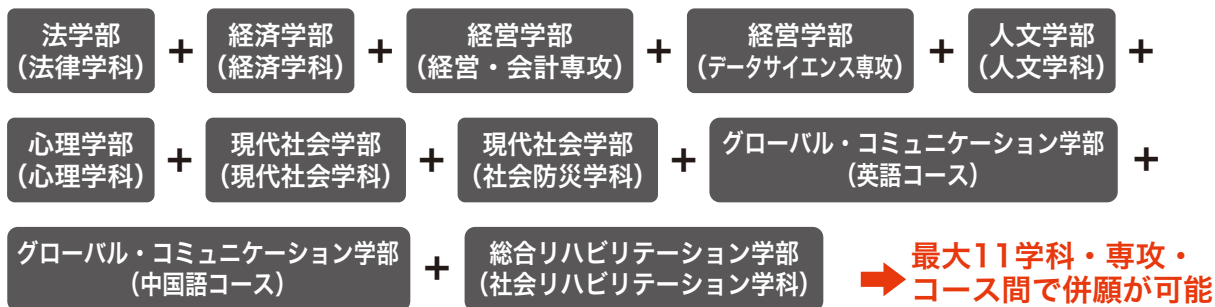 法学部
(法律学科)
+
経済学部
(経済学科)
+
経営学部
(経営・会計専攻)
+
経営学部
(データサイエンス専攻)
+
人文学部
(人文学科)
+
心理学部
(心理学科)
+
現代社会学部
(現代社会学科)
+
現代社会学部
(社会防災学科)
+
グローバル・コミュニケーション学部
(英語コース)
+
グローバル・コミュニケーション学部
(中国語コース)
+
総合リハビリテーション学部
(社会リハビリテーション学科)
➡最大11学科・専攻・
コース間で併願が可能